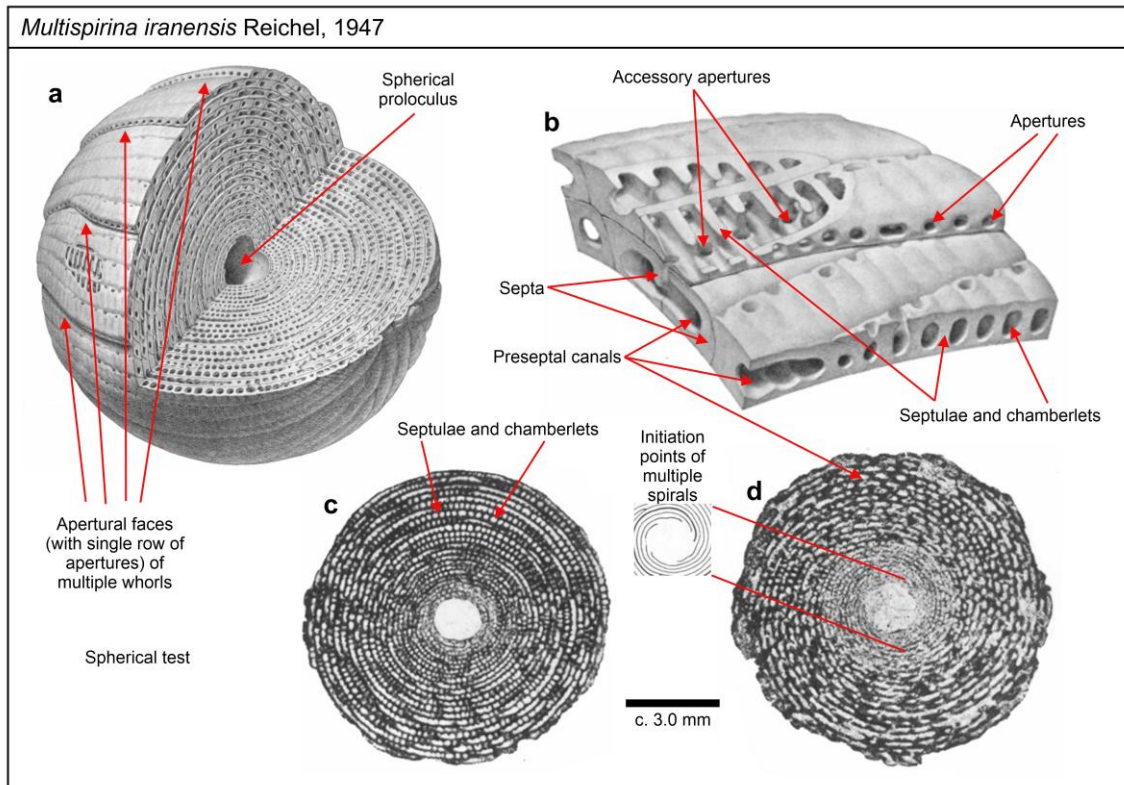 Multispirina iranensis Reichel, 1947
a
Spherical
proloculus
Accessory apertures
b
Apertures
Septa
Preseptal canals
Septulae and chamberlets
Septulae and chamberlets
Initiation
points of
multiple
spirals
c
d
Apertural faces
(with single row of
apertures) of
multiple whorls
Spherical test
c. 3.0 mm